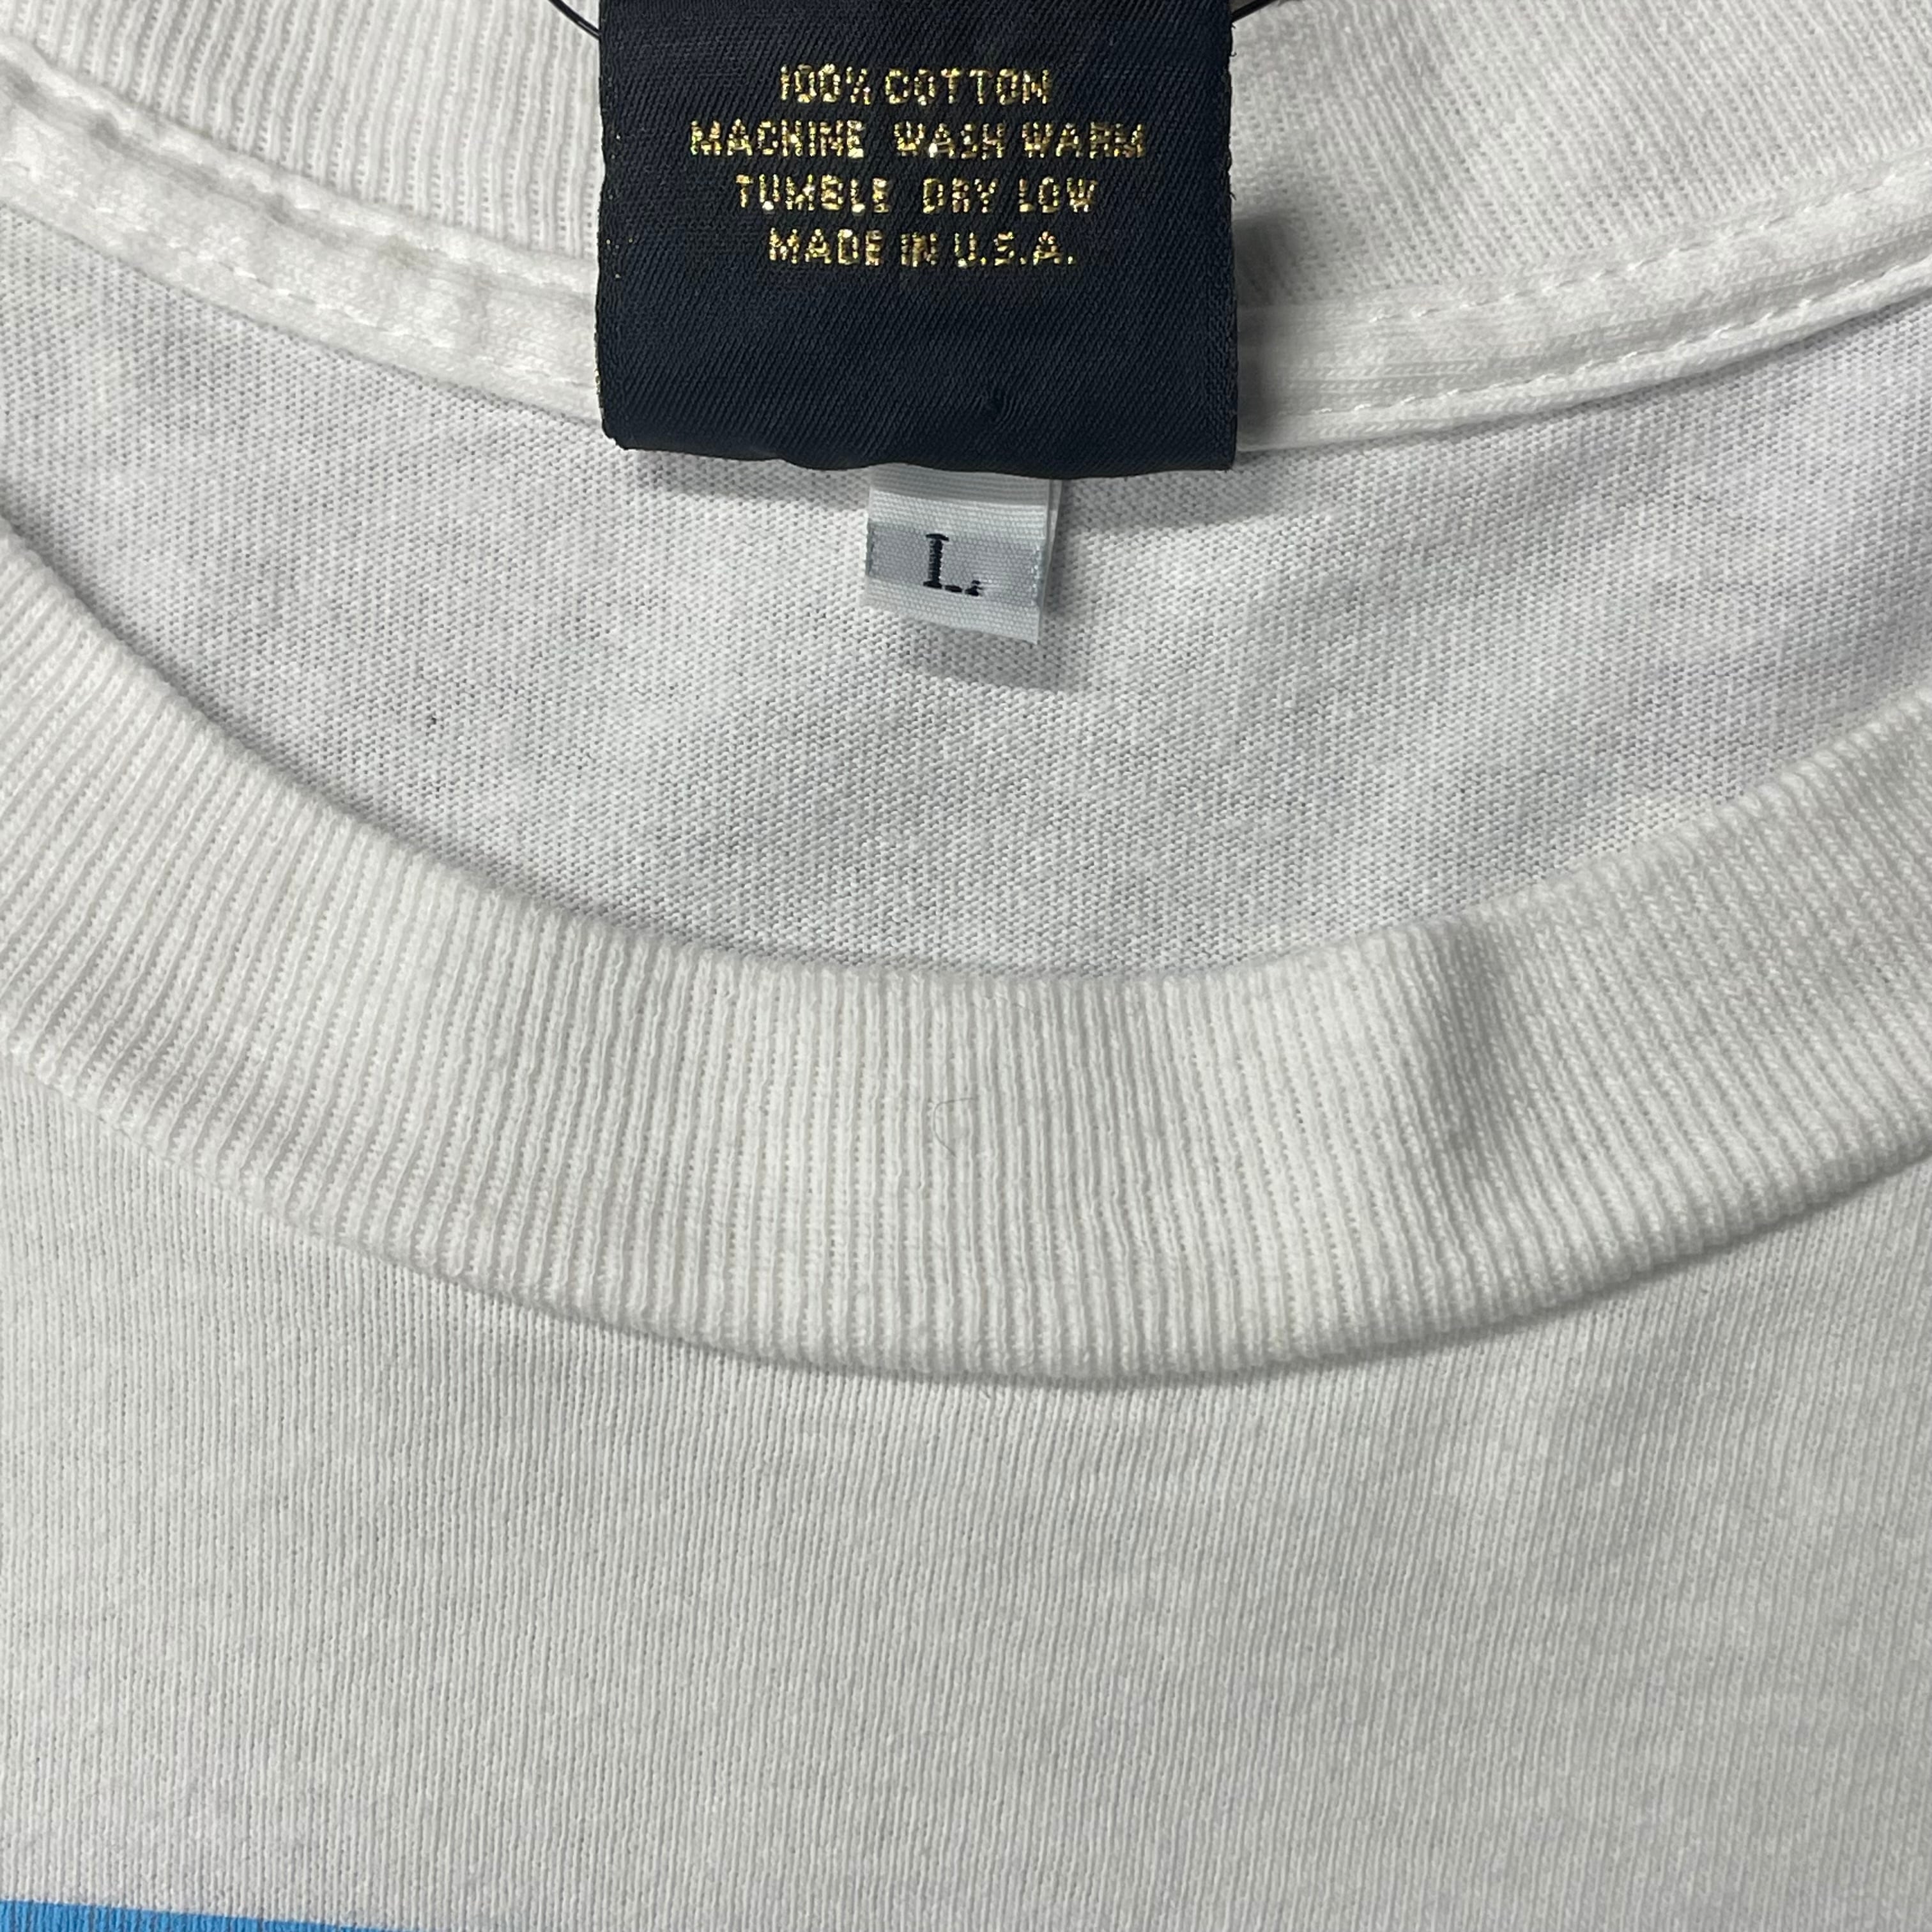 100% COTTON
MACHINE WASH WARM
TUMBLE DRY LOW
MADE IN U.S.A.
L.